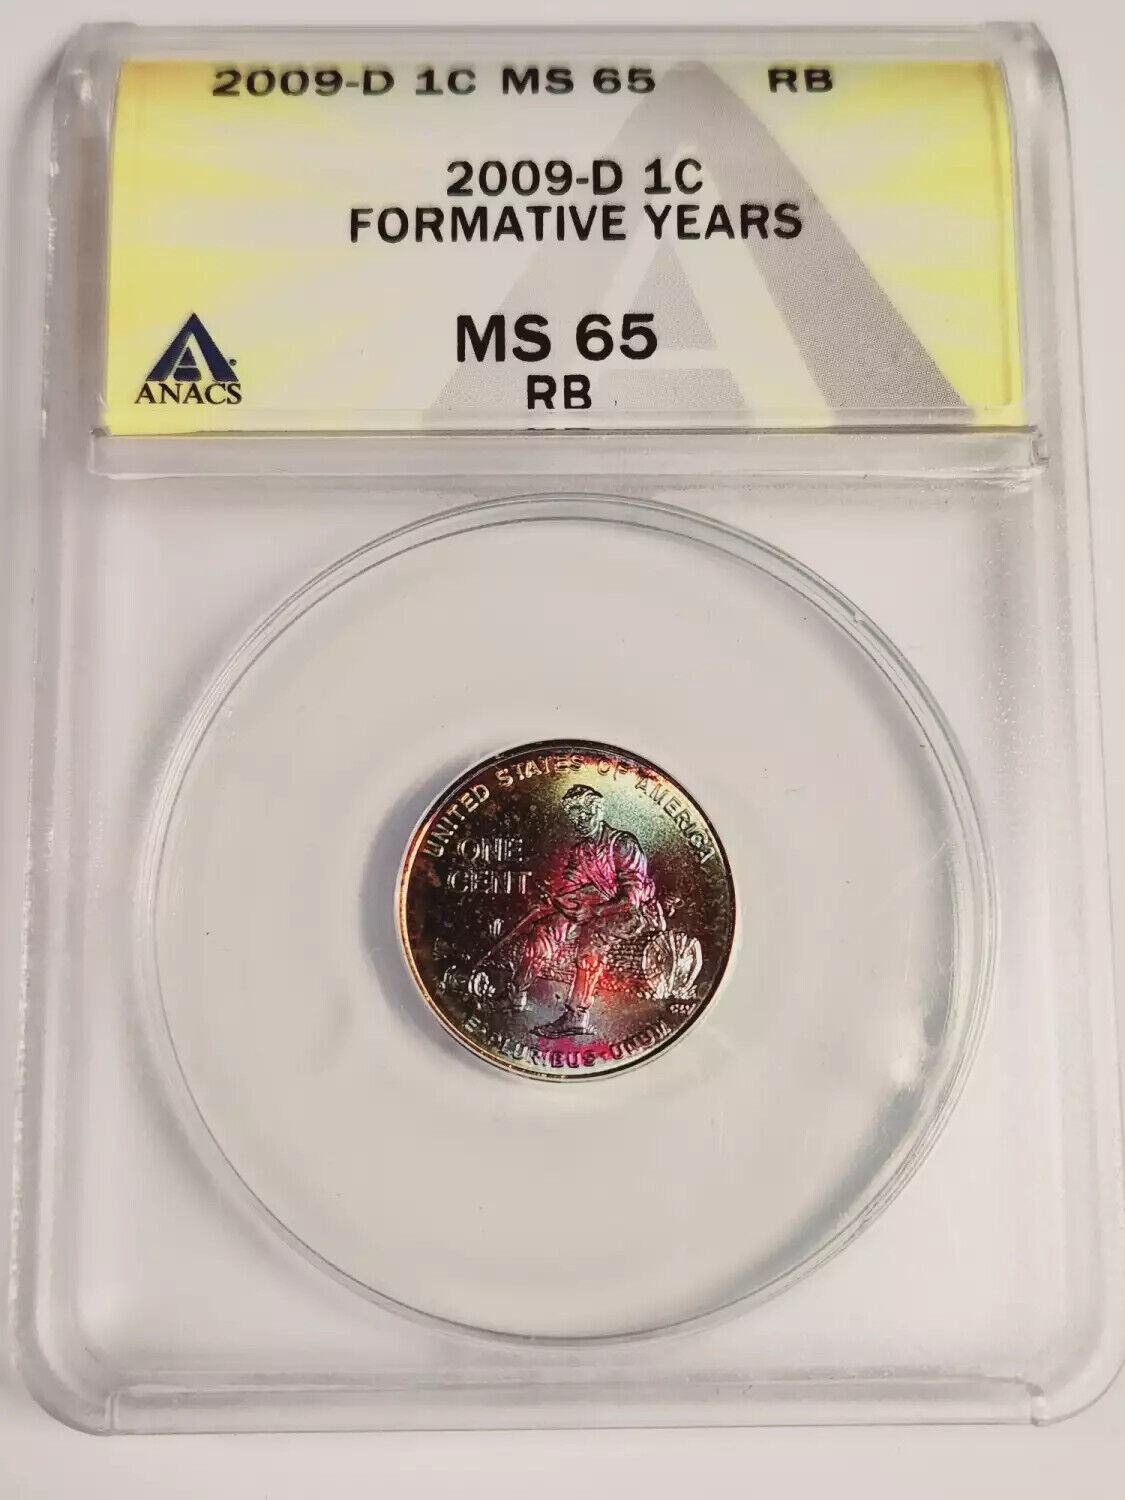 2009-D 1C MS 65 RB
2009-D 1C
FORMATIVE YEARS
MS 65
RB
ANACS
UNITED STATES OF AMERICA
ONE
CENT
E PLURIBUS UNUM